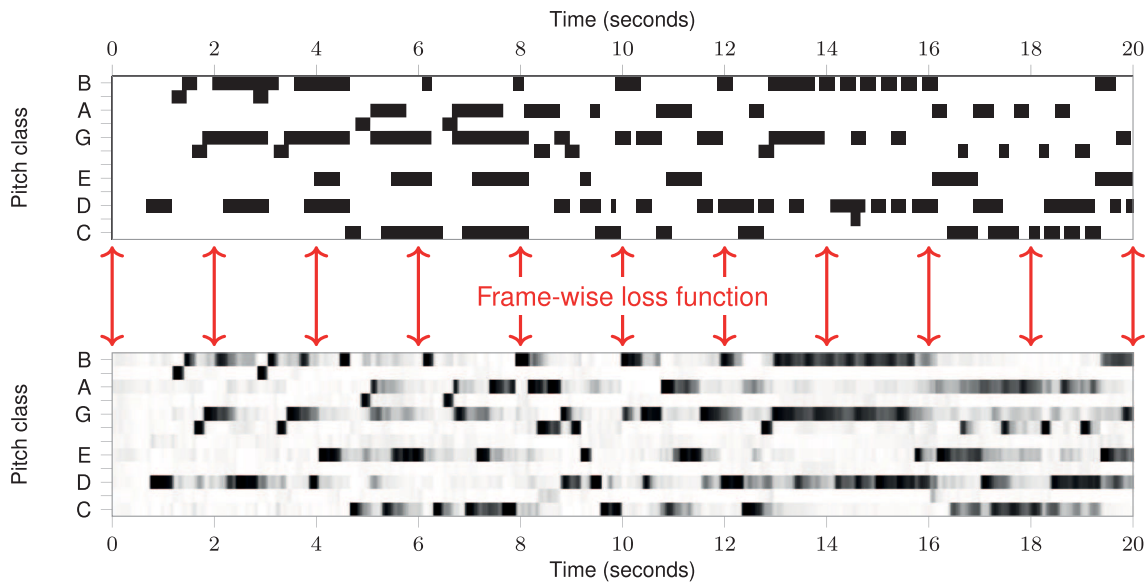 Time (seconds)
0 2 4 6 8 10 12 14 16 18 20
Pitch class
B
A
G
E
D
C
Frame-wise loss function
Pitch class
B
A
G
E
D
C
0 2 4 6 8 10 12 14 16 18 20
Time (seconds)